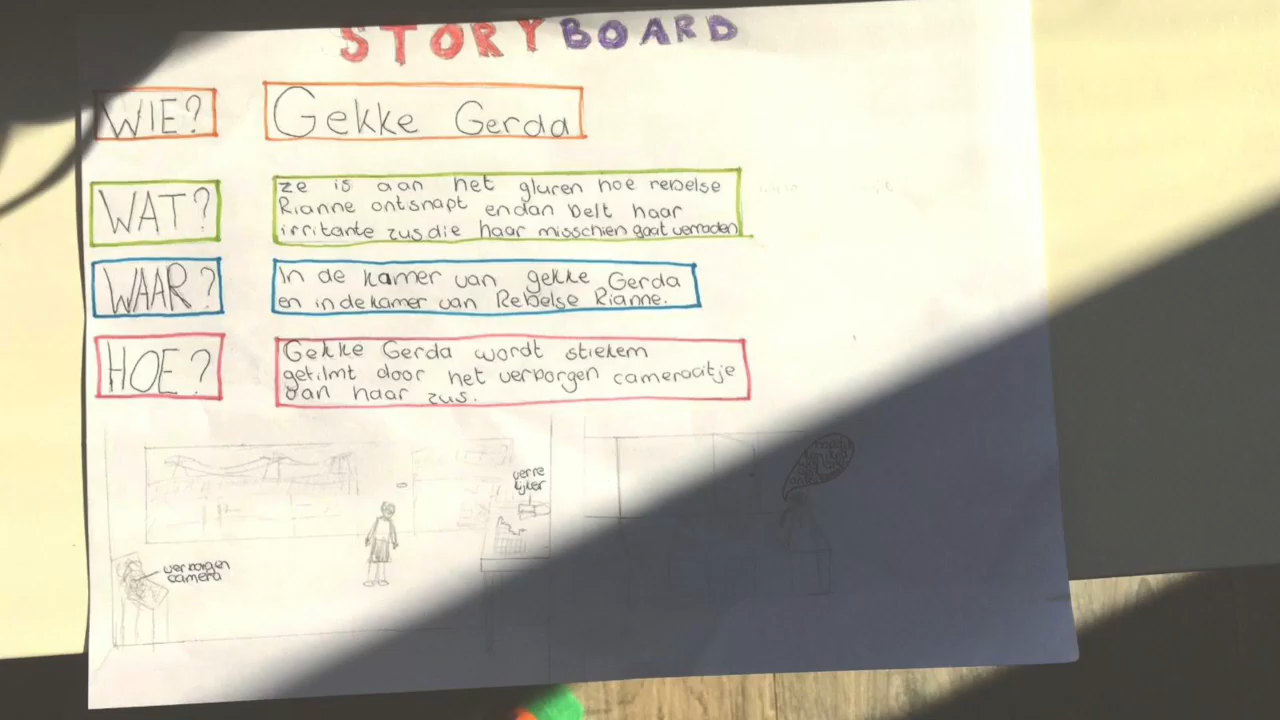 STORYBOARD
WIE?
Gekke Gerda
WAT?
ze is aan het gluren hoe rebelse
Rianne ontsnapt en dan belt haar
irritante zus die haar misschien gaat verraden
WAAR?
In de kamer van gekke Gerda
en in de kamer van Rebelse Rianne.
HOE?
Gekke Gerda wordt stiekem
gefilmt door het verborgen cameraatje
van haar zus.
verre
kijker
verborgen
camera